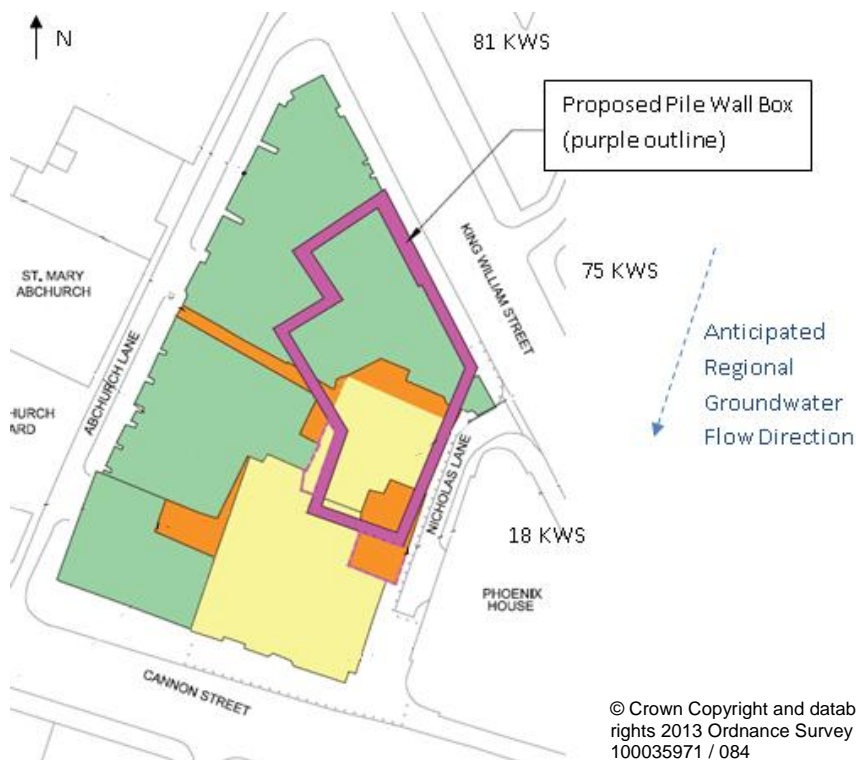 N
81 KWS
Proposed Pile Wall Box
(purple outline)
KING WILLIAM STREET
ST. MARY
ABCHURCH
75 KWS
Anticipated
Regional
Groundwater
Flow Direction
ABCHURCH LANE
HURCH
ARD
NICHOLAS LANE
18 KWS
PHOENIX
HOUSE
CANNON STREET
© Crown Copyright and datab
rights 2013 Ordnance Survey
100035971 / 084